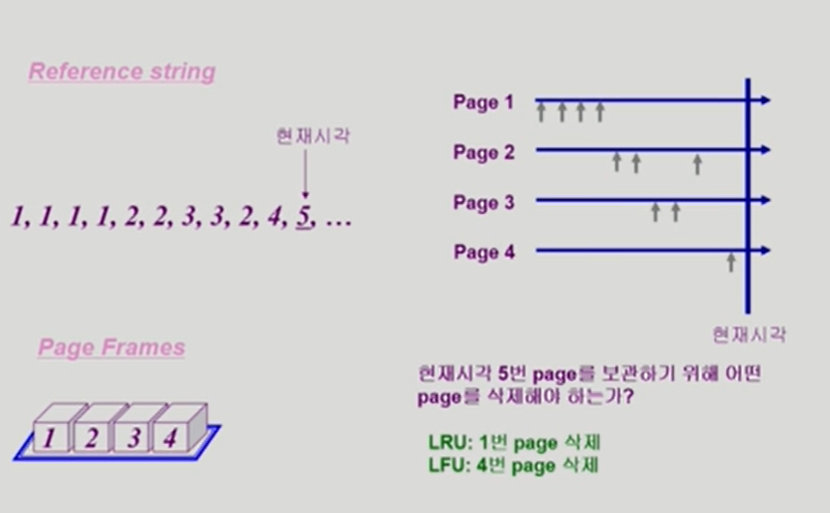 Reference string
현재시각
1, 1, 1, 1, 2, 2, 3, 3, 2, 4, 5, ...
Page Frames
1 2 3 4
Page 1
Page 2
Page 3
Page 4
현재시각
현재시각 5번 page를 보관하기 위해 어떤
page를 삭제해야 하는가?
LRU: 1번 page 삭제
LFU: 4번 page 삭제